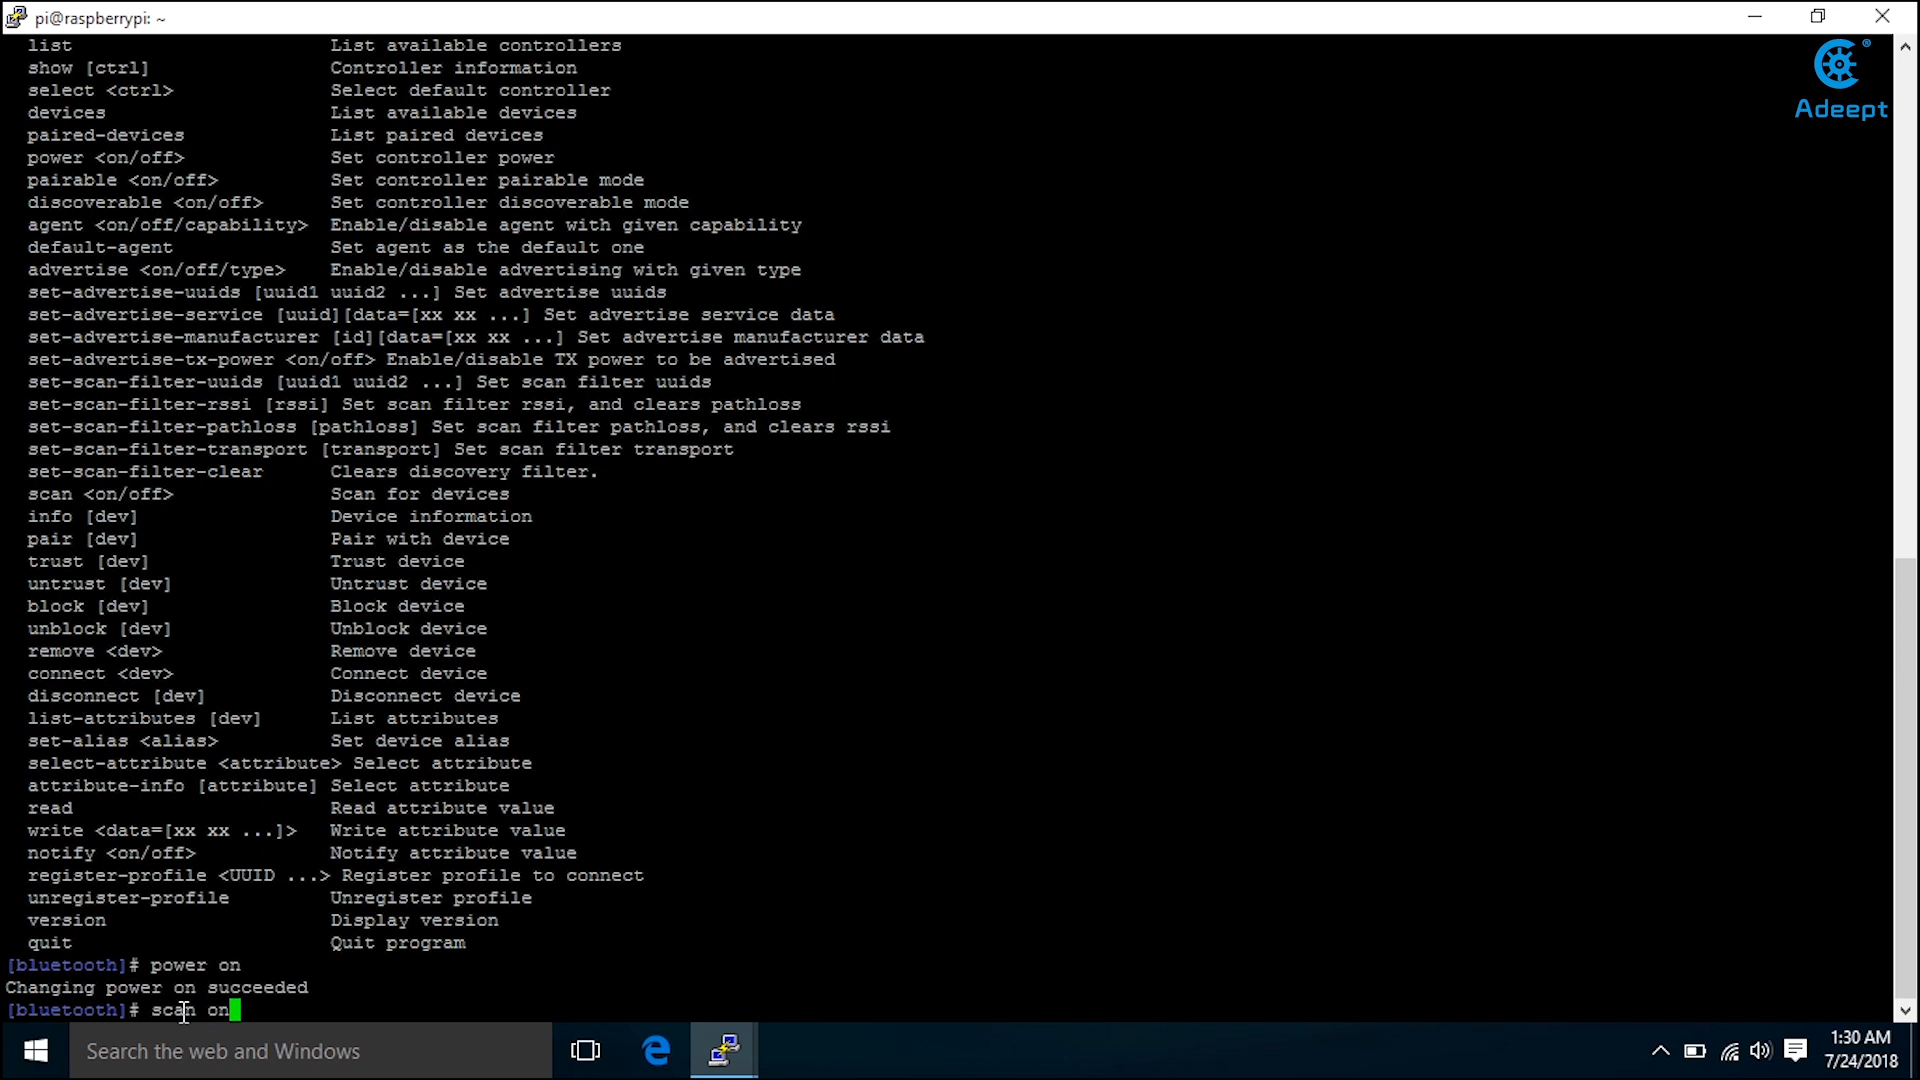 pi@raspberrypi: ~
list List available controllers
show [ctrl] Controller information
select <ctrl> Select default controller
devices List available devices
paired-devices List paired devices
power <on/off> Set controller power
pairable <on/off> Set controller pairable mode
discoverable <on/off> Set controller discoverable mode
agent <on/off/capability> Enable/disable agent with given capability
default-agent Set agent as the default one
advertise <on/off/type> Enable/disable advertising with given type
set-advertise-uuids [uuid1 uuid2 ...] Set advertise uuids
set-advertise-service [uuid][data=[xx xx ...] Set advertise service data
set-advertise-manufacturer [id][data=[xx xx ...] Set advertise manufacturer data
set-advertise-tx-power <on/off> Enable/disable TX power to be advertised
set-scan-filter-uuids [uuid1 uuid2 ...] Set scan filter uuids
set-scan-filter-rssi [rssi] Set scan filter rssi, and clears pathloss
set-scan-filter-pathloss [pathloss] Set scan filter pathloss, and clears rssi
set-scan-filter-transport [transport] Set scan filter transport
set-scan-filter-clear Clears discovery filter.
scan <on/off> Scan for devices
info [dev] Device information
pair [dev] Pair with device
trust [dev] Trust device
untrust [dev] Untrust device
block [dev] Block device
unblock [dev] Unblock device
remove <dev> Remove device
connect <dev> Connect device
disconnect [dev] Disconnect device
list-attributes [dev] List attributes
set-alias <alias> Set device alias
select-attribute <attribute> Select attribute
attribute-info [attribute] Select attribute
read Read attribute value
write <data=[xx xx ...]> Write attribute value
notify <on/off> Notify attribute value
register-profile <UUID ...> Register profile to connect
unregister-profile Unregister profile
version Display version
quit Quit program
[bluetooth]# power on
Changing power on succeeded
[bluetooth]# scan on
Adeept
®
Search the web and Windows
1:30 AM
7/24/2018